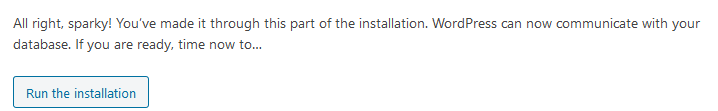 All right, sparky! You’ve made it through this part of the installation. WordPress can now communicate with your
database. If you are ready, time now to…
Run the installation